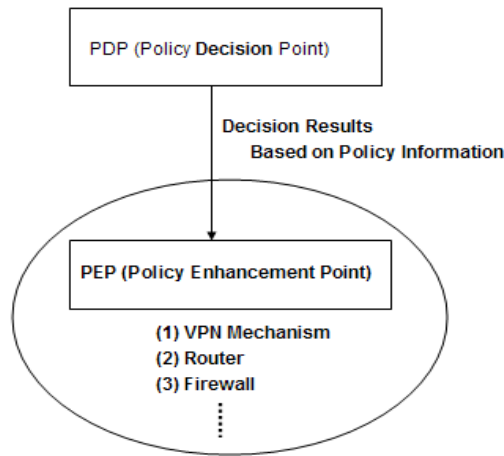 PDP (Policy Decision Point)
Decision Results
Based on Policy Information
PEP (Policy Enhancement Point)
(1) VPN Mechanism
(2) Router
(3) Firewall